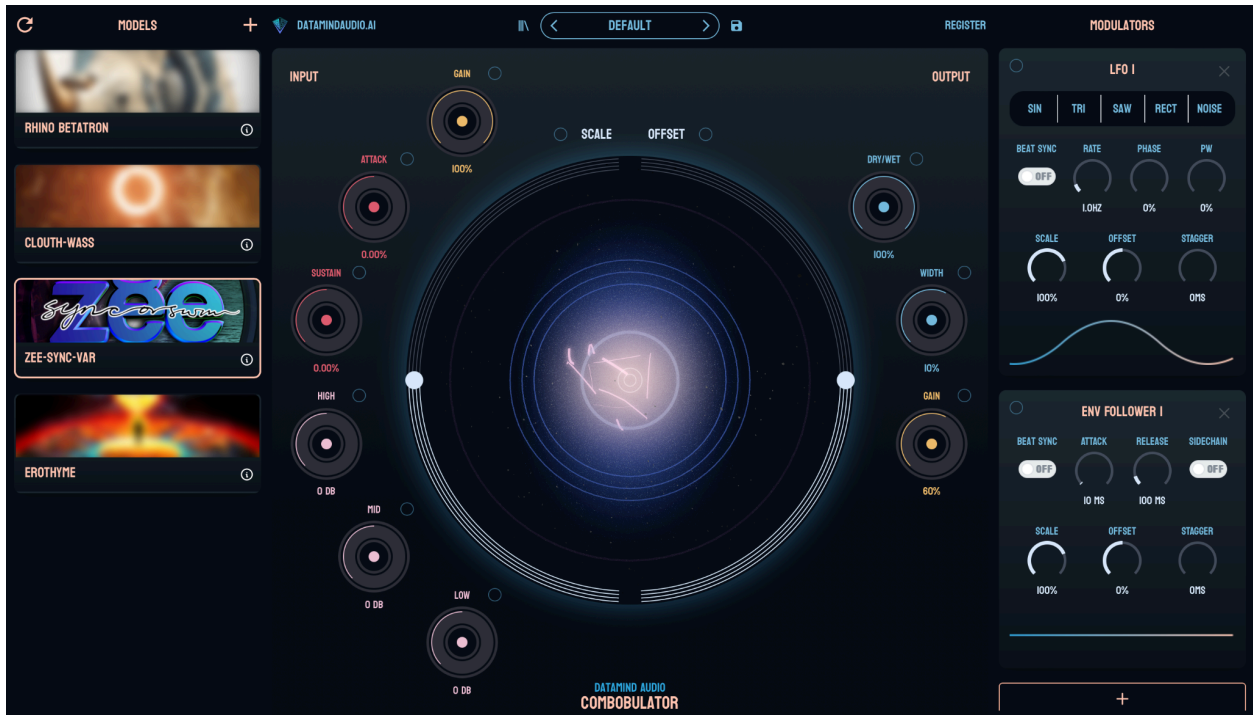 MODELS
+
DATAMINDAUDIO.AI
DEFAULT
REGISTER
MODULATORS
RHINO BETATRON
CLOUTH-WASS
zee
sync or swim
ZEE-SYNC-VAR
EROTHYME
INPUT
GAIN
100%
ATTACK
0.00%
SUSTAIN
0.00%
HIGH
0 DB
MID
0 DB
LOW
0 DB
SCALE OFFSET
OUTPUT
DRY/WET
100%
WIDTH
10%
GAIN
60%
DATAMIND AUDIO
COMBOBULATOR
LFO 1
SIN TRI SAW RECT NOISE
BEAT SYNC RATE PHASE PW
OFF
1.0HZ 0% 0%
SCALE OFFSET STAGGER
100% 0% 0MS
ENV FOLLOWER 1
BEAT SYNC ATTACK RELEASE SIDECHAIN
OFF OFF
10 MS 100 MS
SCALE OFFSET STAGGER
100% 0% 0MS
+